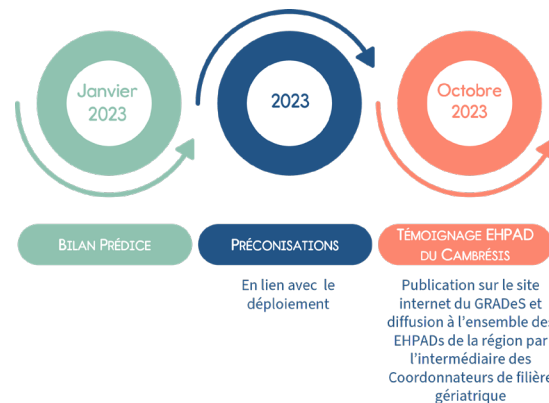 Janvier
2023
2023
Octobre
2023
BILAN PRÉDICE
PRÉCONISATIONS
TÉMOIGNAGE EHPAD
DU CAMBRÉSIS
En lien avec le
déploiement
Publication sur le site
internet du GRADeS et
diffusion à l'ensemble des
EHPADs de la région par
l'intermédiaire des
Coordonnateurs de filière
gériatrique